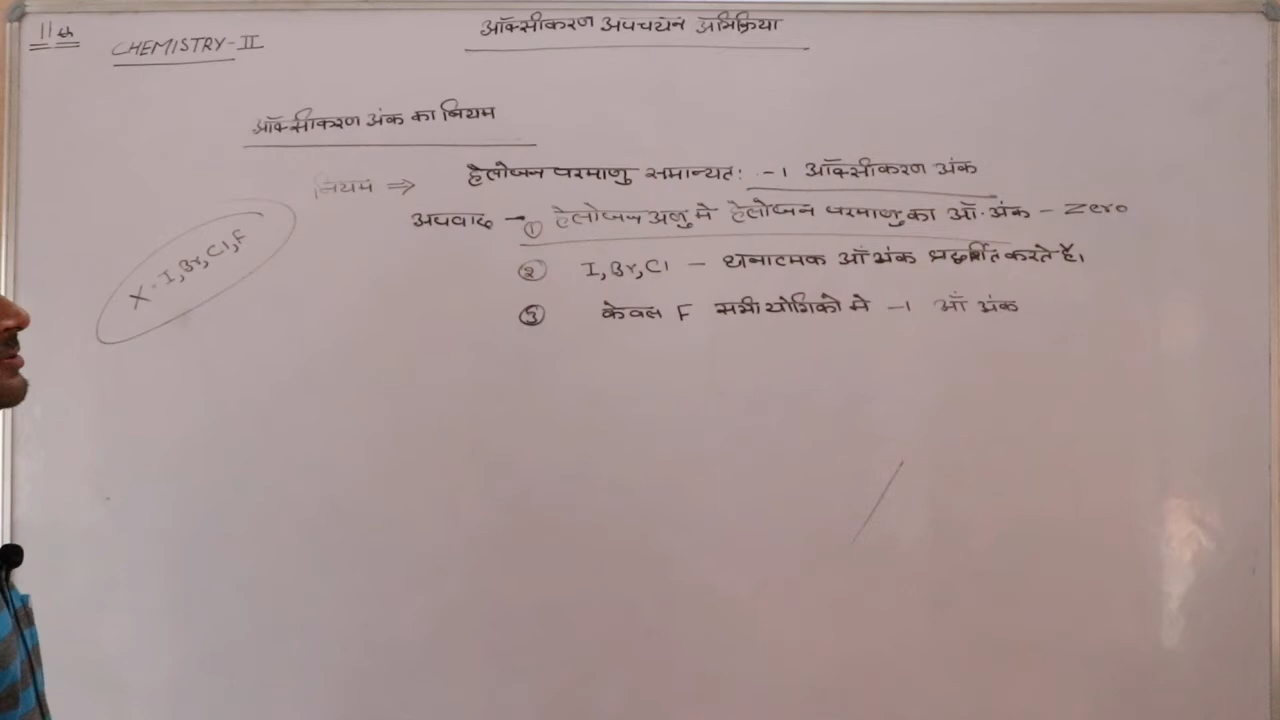 11th
CHEMISTRY-II
ऑक्सीकरण अपचयन अभिक्रिया
ऑक्सीकरण अंक का नियम
नियम ⇒ हैलोजन परमाणु समान्यतः -1 ऑक्सीकरण अंक
अपवाद - ① हैलोजन अणु मे हैलोजन परमाणु का ऑ. अंक - Zero
② I, Br, Cl - धनात्मक ऑ अंक प्रदर्शित करते है।
③ केवल F सभी योगिको मे -1 ऑ अंक
X = I, Br, Cl, F